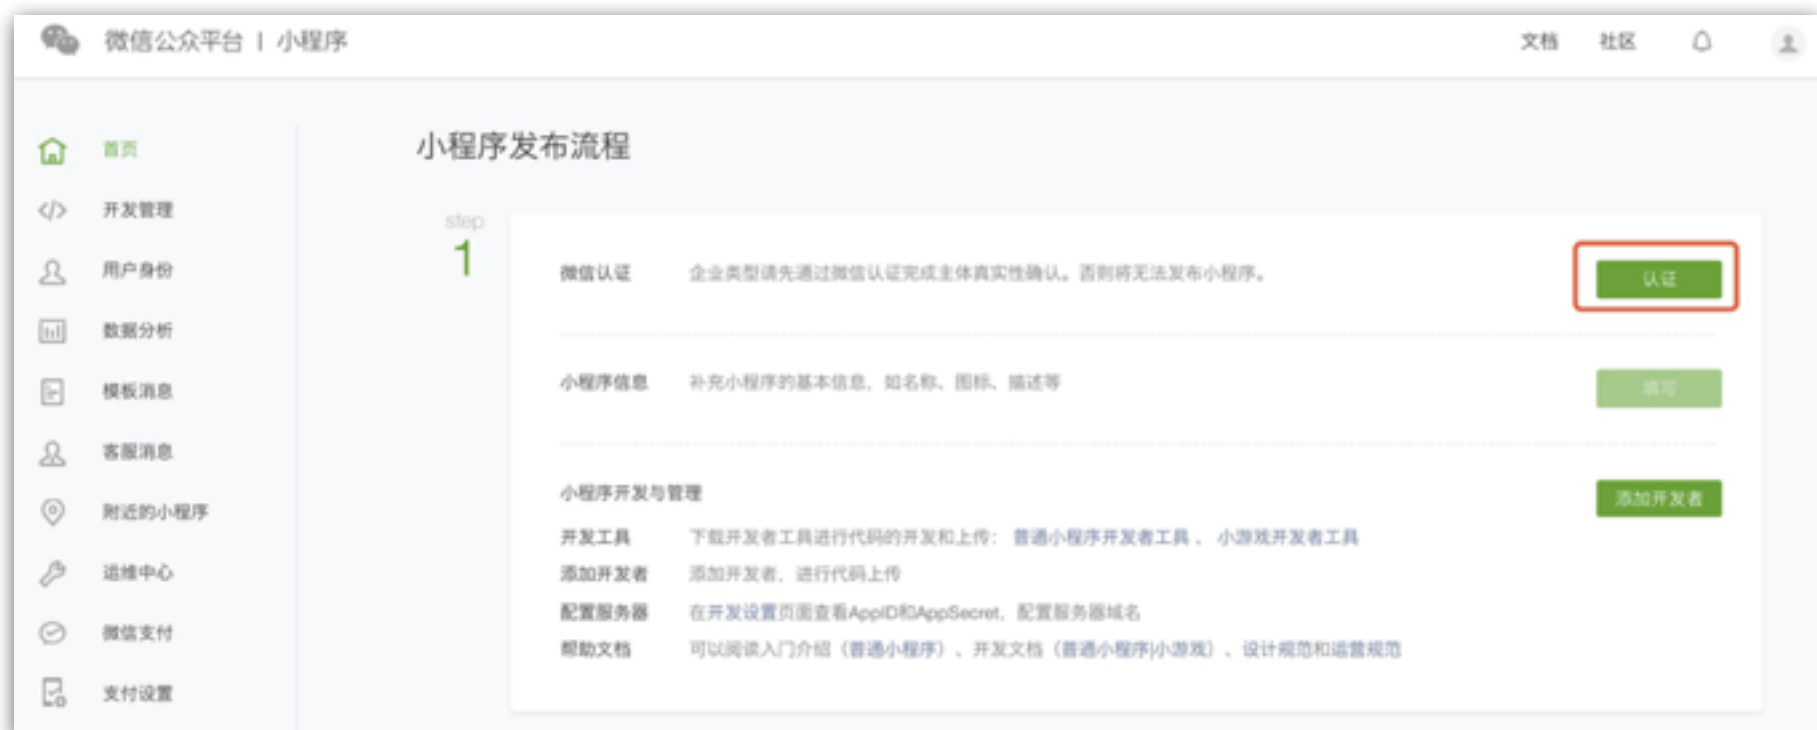 微信公众平台 | 小程序
文档 社区
首页
开发管理
用户身份
数据分析
模板消息
客服消息
附近的小程序
运维中心
微信支付
支付设置
小程序发布流程
step
1
微信认证 企业类型请先通过微信认证完成主体真实性确认。否则将无法发布小程序。 认证
小程序信息 补充小程序的基本信息，如名称、图标、描述等 填写
小程序开发与管理 添加开发者
开发工具 下载开发者工具进行代码的开发和上传： 普通小程序开发者工具 、 小游戏开发者工具
添加开发者 添加开发者，进行代码上传
配置服务器 在开发设置页面查看AppID和AppSecret，配置服务器域名
帮助文档 可以阅读入门介绍（普通小程序）、开发文档（普通小程序|小游戏）、设计规范和运营规范